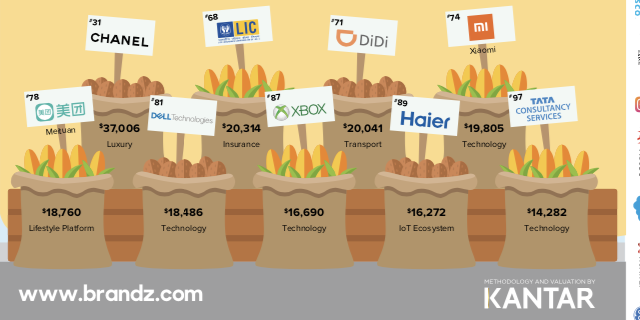 #31
CHANEL
$37,006
Luxury
#68
LIC
$20,314
Insurance
#71
DiDi
$20,041
Transport
#74
mi
Xiaomi
$19,805
Technology
#78
美团
Meituan
$18,760
Lifestyle Platform
#81
DELLTechnologies
$18,486
Technology
#87
XBOX
$16,690
Technology
#89
Haier
$16,272
IoT Ecosystem
#97
TATA
CONSULTANCY
SERVICES
$14,282
Technology
www.brandz.com
METHODOLOGY AND VALUATION BY
KANTAR